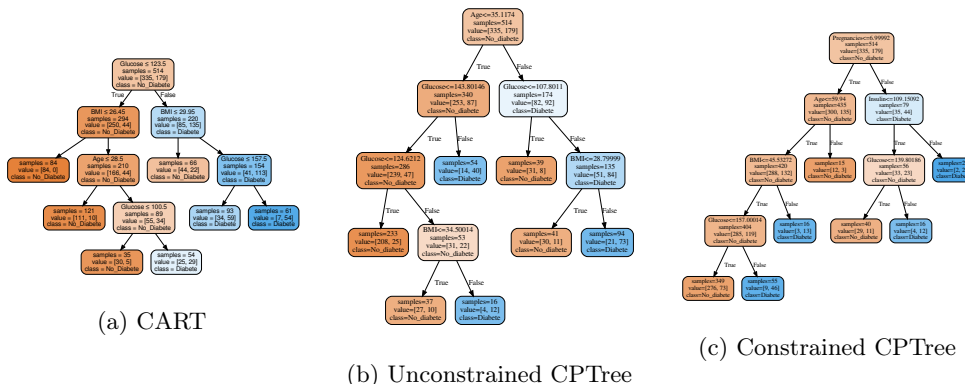 Glucose ≤ 123.5
samples = 514
value = [335, 179]
class = No_Diabete
True
False
BMI ≤ 26.45
samples = 294
value = [250, 44]
class = No_Diabete
BMI ≤ 29.95
samples = 220
value = [85, 135]
class = Diabete
samples = 84
value = [84, 0]
class = No_Diabete
Age ≤ 28.5
samples = 210
value = [166, 44]
class = No_Diabete
samples = 66
value = [44, 22]
class = No_Diabete
Glucose ≤ 157.5
samples = 154
value = [41, 113]
class = Diabete
samples = 121
value = [111, 10]
class = No_Diabete
Glucose ≤ 100.5
samples = 89
value = [55, 34]
class = No_Diabete
samples = 93
value = [34, 59]
class = Diabete
samples = 61
value = [7, 54]
class = Diabete
samples = 35
value = [30, 5]
class = No_Diabete
samples = 54
value = [25, 29]
class = Diabete
(a) CART
Age<=35.1174
samples=514
value=[335, 179]
class=No_diabete
True
False
Glucose<=143.80146
samples=340
value=[253, 87]
class=No_diabete
Glucose<=107.8011
samples=174
value=[82, 92]
class=Diabete
True
False
True
False
Glucose<=124.6212
samples=286
value=[239, 47]
class=No_diabete
samples=54
value=[14, 40]
class=Diabete
samples=39
value=[31, 8]
class=No_diabete
BMI<=28.79999
samples=135
value=[51, 84]
class=Diabete
True
False
True
False
samples=233
value=[208, 25]
class=No_diabete
BMI<=34.50014
samples=53
value=[31, 22]
class=No_diabete
samples=41
value=[30, 11]
class=No_diabete
samples=94
value=[21, 73]
class=Diabete
True
False
samples=37
value=[27, 10]
class=No_diabete
samples=16
value=[4, 12]
class=Diabete
(b) Unconstrained CPTree
Pregnancies<=6.99992
samples=514
value=[335, 179]
class=No_diabete
True
False
Age<=59.94
samples=435
value=[300, 135]
class=No_diabete
Insuline<=109.15092
samples=79
value=[35, 44]
class=Diabete
True
False
True
False
BMI<=45.53272
samples=420
value=[288, 132]
class=No_diabete
samples=15
value=[12, 3]
class=No_diabete
Glucose<=139.80186
samples=56
value=[33, 23]
class=No_diabete
class=Diabete
True
False
True
False
Glucose<=157.00014
samples=404
value=[285, 119]
class=No_diabete
samples=16
value=[3, 13]
class=Diabete
samples=40
value=[29, 11]
class=No_diabete
samples=16
value=[4, 12]
class=Diabete
True
False
samples=349
value=[276, 73]
class=No_diabete
samples=55
value=[9, 46]
class=Diabete
(c) Constrained CPTree